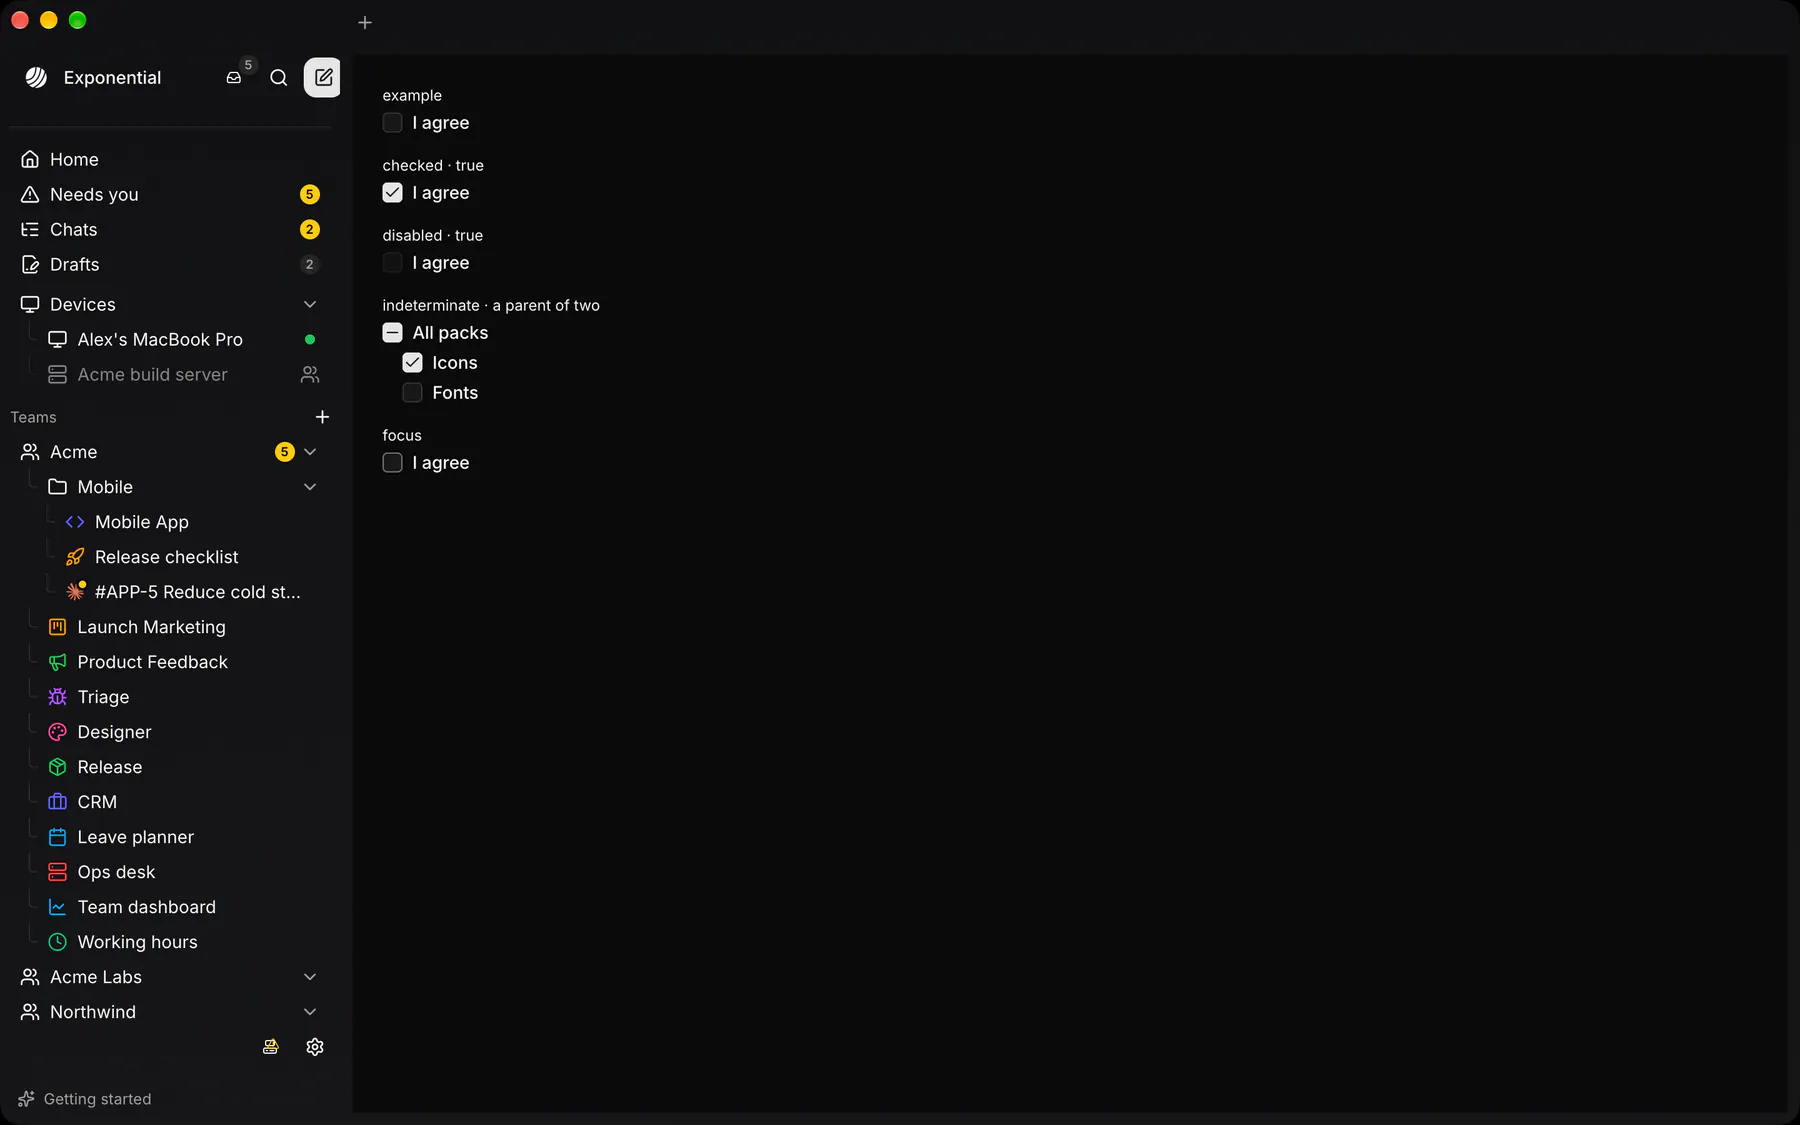 Exponential
5
Home
Needs you
5
Chats
2
Drafts
2
Devices
Alex's MacBook Pro
Acme build server
Teams
Acme
5
Mobile
Mobile App
Release checklist
#APP-5 Reduce cold st...
Launch Marketing
Product Feedback
Triage
Designer
Release
CRM
Leave planner
Ops desk
Team dashboard
Working hours
Acme Labs
Northwind
Getting started
example
I agree
checked · true
I agree
disabled · true
I agree
indeterminate · a parent of two
All packs
Icons
Fonts
focus
I agree